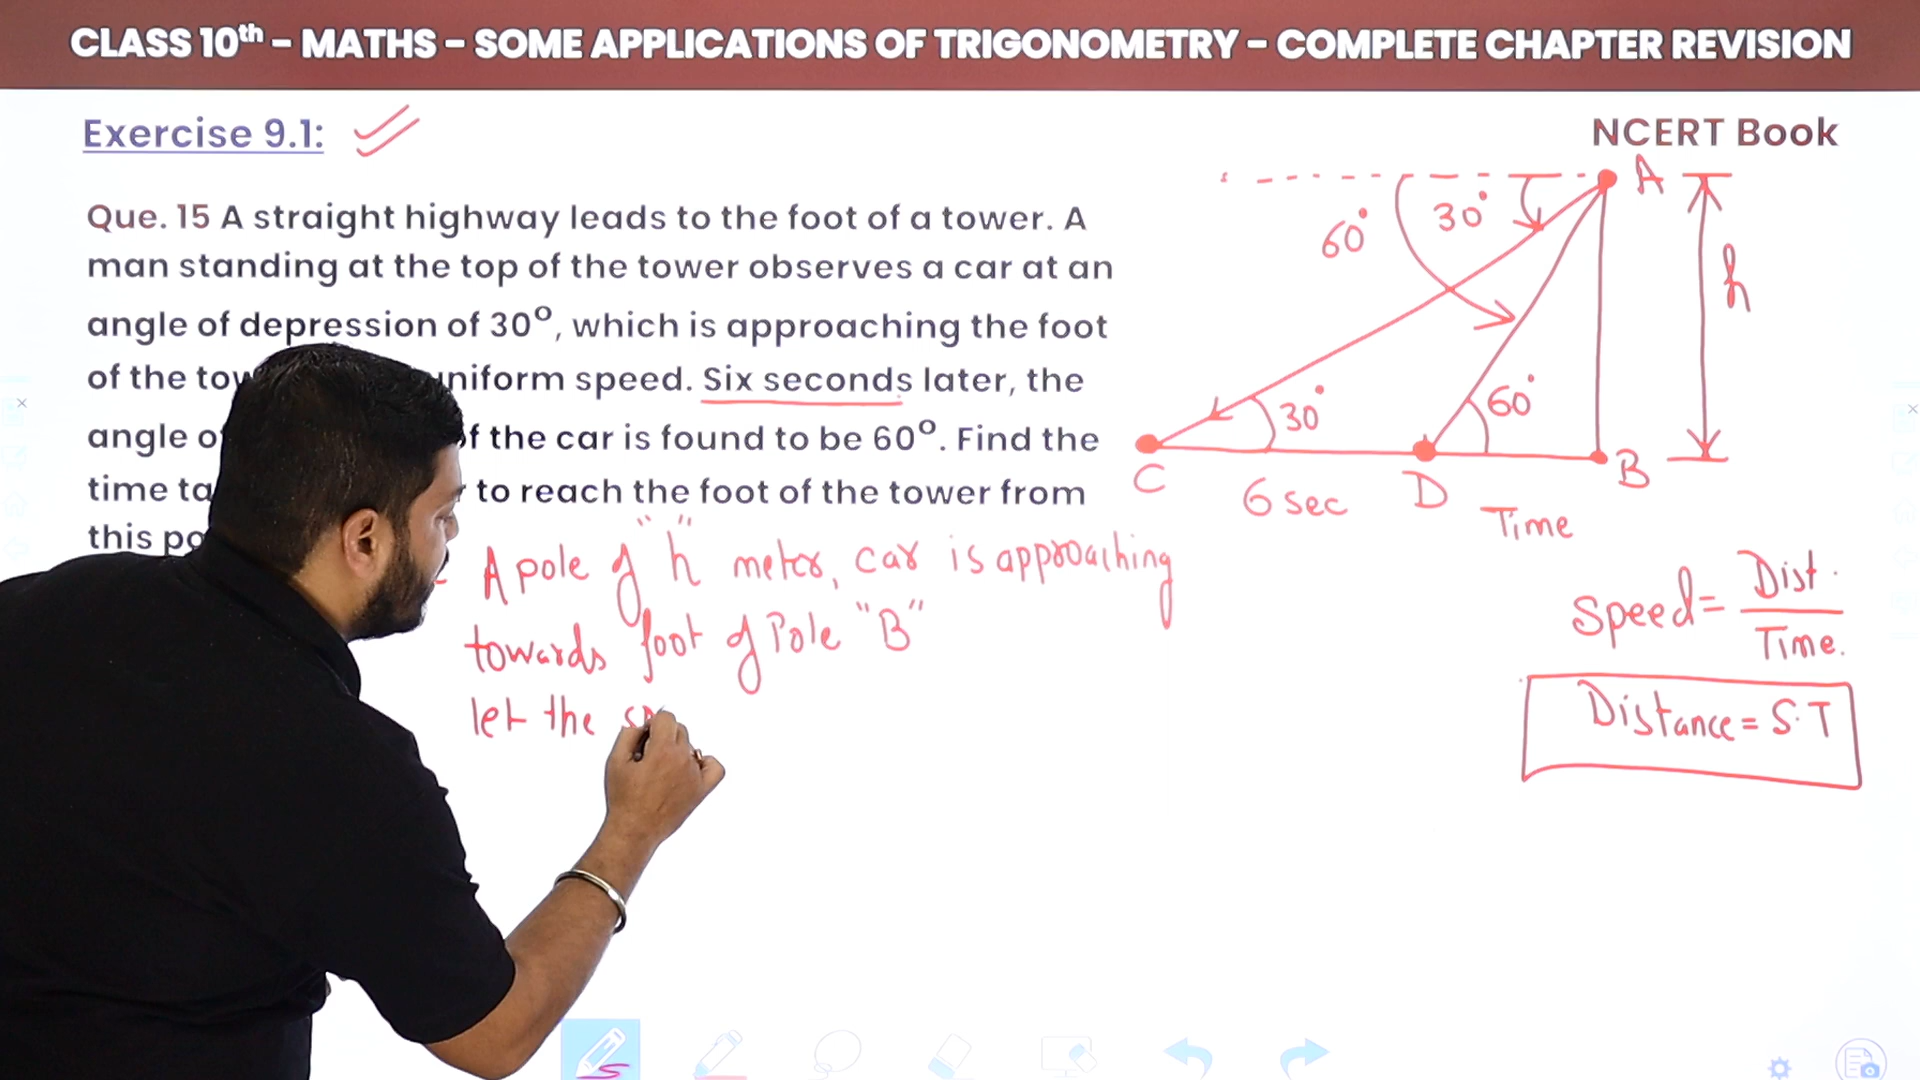 CLASS 10th – MATHS – SOME APPLICATIONS OF TRIGONOMETRY – COMPLETE CHAPTER REVISION
Exercise 9.1:
NCERT Book
Que. 15 A straight highway leads to the foot of a tower. A
man standing at the top of the tower observes a car at an
angle of depression of 30°, which is approaching the foot
of the niform speed. Six seconds later, the
angle of the car is found to be 60°. Find the
time to reach the foot of the tower from
this
A
60°
30°
h
30°
60°
C
D
B
6 sec
Time
A pole of "h" meter, car is approaching
towards foot of Pole "B"
let the
Speed = Dist.
Time.
Distance = S·T